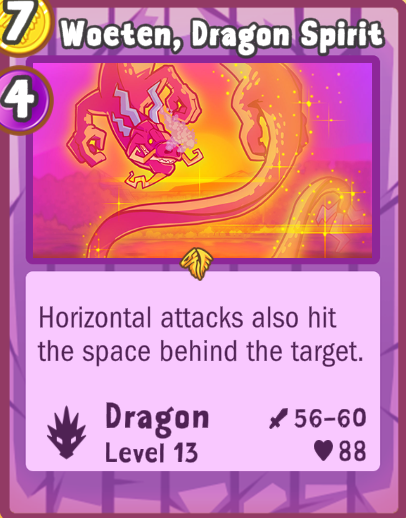 7
Woeten, Dragon Spirit
4
Horizontal attacks also hit
the space behind the target.
Dragon
56–60
Level 13
88